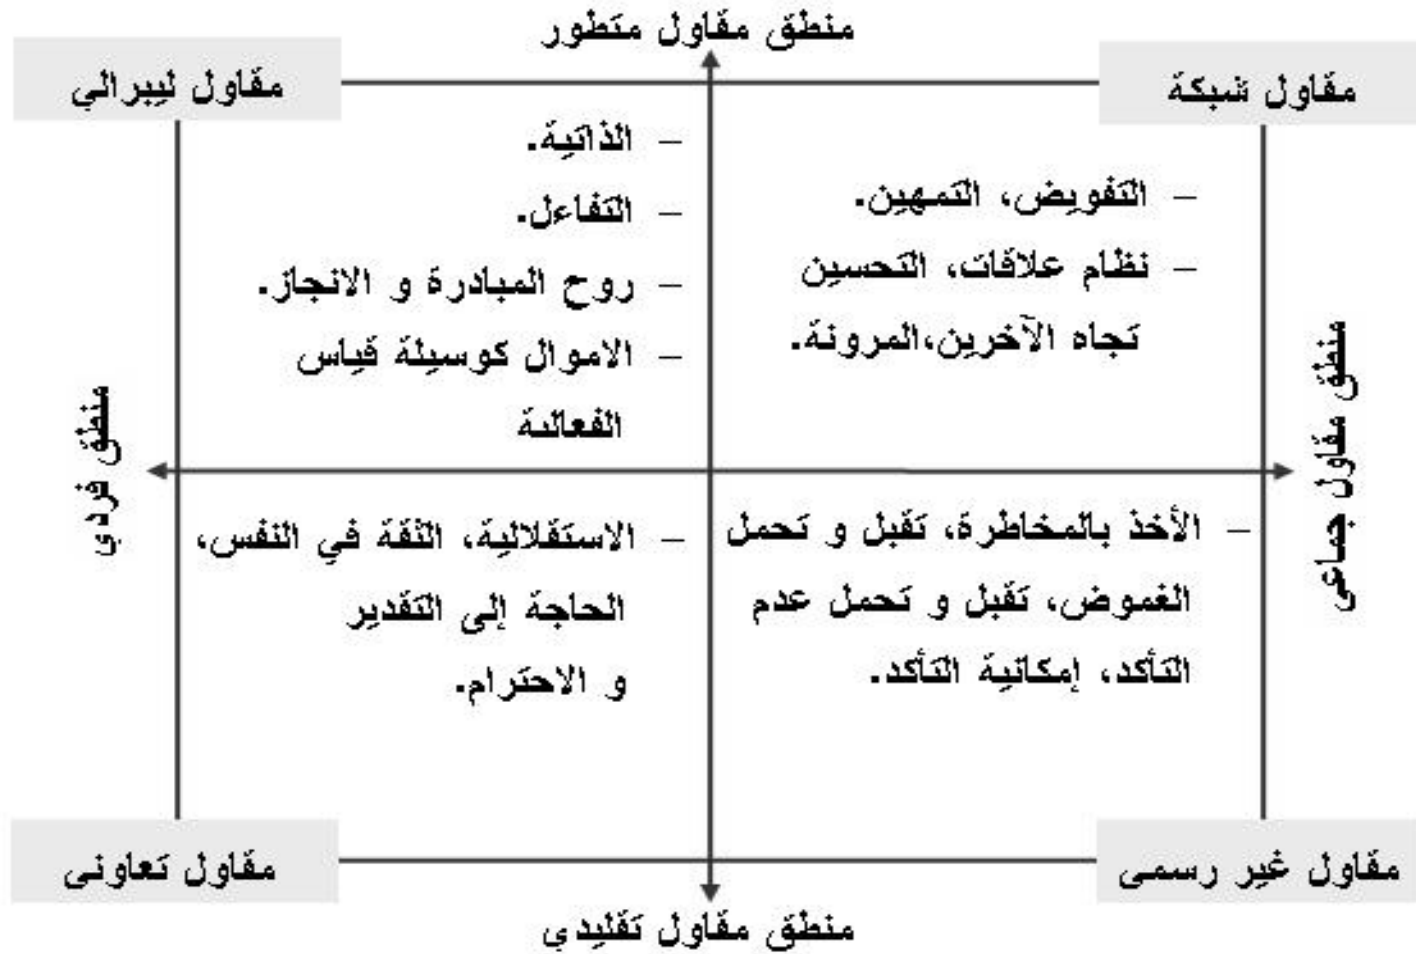 منطق مقاول متطور
مقاول شبكة
مقاول ليبرالي
– التفويض، التمهين.
– نظام علاقات، التحسين
تجاه الآخرين،المرونة.
– الذاتية.
– التفاءل.
– روح المبادرة و الانجاز.
– الاموال كوسيلة قياس
الفعالية
منطق مقاول جماعي
منطق فردي
– الأخذ بالمخاطرة، تقبل و تحمل
الغموض، تقبل و تحمل عدم
التأكد، إمكانية التأكد.
– الاستقلالية، الثقة في النفس،
الحاجة إلى التقدير
و الاحترام.
مقاول غير رسمي
مقاول تعاوني
منطق مقاول تقليدي